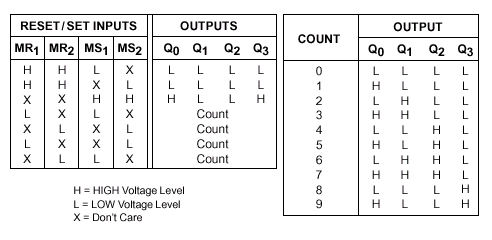 RESET/SET INPUTS OUTPUTS
MR1 MR2 MS1 MS2 Q0 Q1 Q2 Q3
H H L X L L L L
H H X L L L L L
X X H H H L L H
L X L X Count
X L X L Count
L X X L Count
X L L X Count
H = HIGH Voltage Level
L = LOW Voltage Level
X = Don't Care
COUNT OUTPUT
Q0 Q1 Q2 Q3
0 L L L L
1 H L L L
2 L H L L
3 H H L L
4 L L H L
5 H L H L
6 L H H L
7 H H H L
8 L L L H
9 H L L H